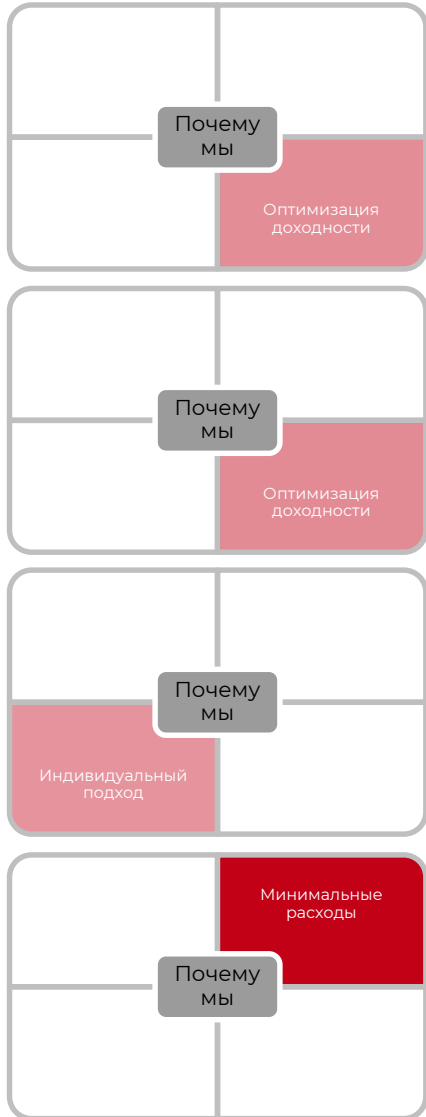 Почему
мы
Оптимизация
доходности
Почему
мы
Оптимизация
доходности
Почему
мы
Индивидуальный
подход
Минимальные
расходы
Почему
мы